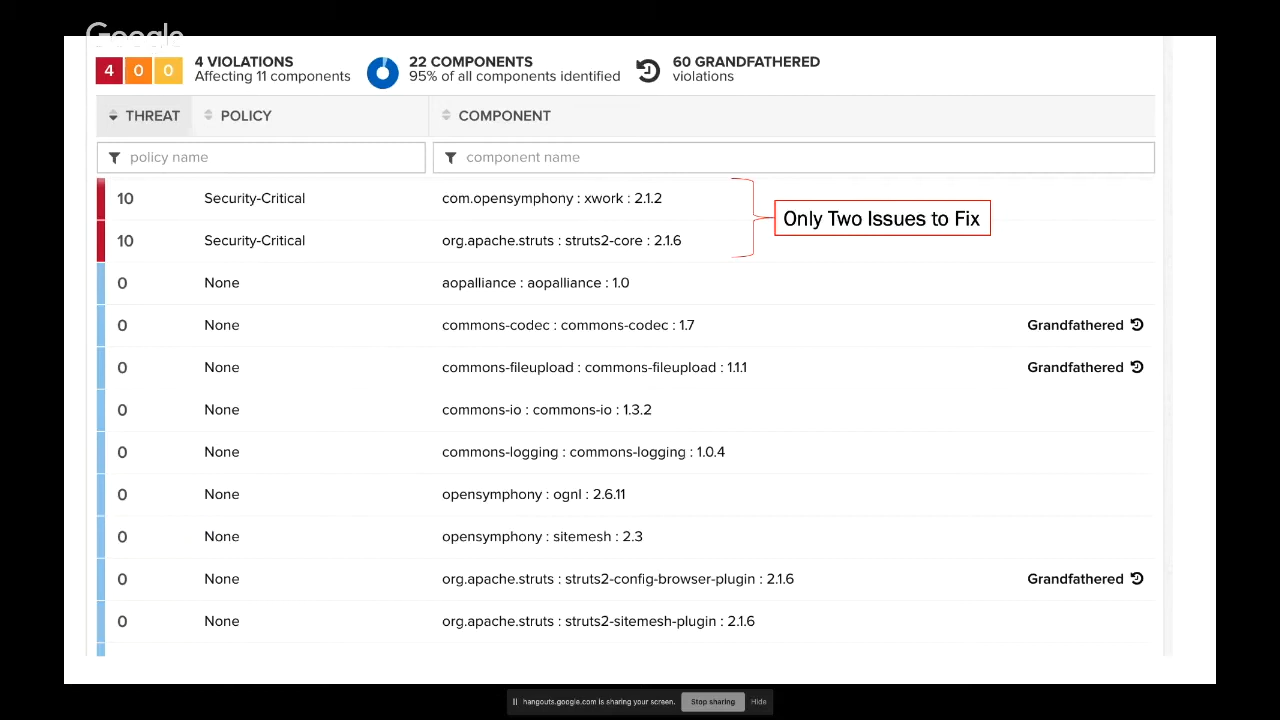 Google
4 0 0 4 VIOLATIONS 22 COMPONENTS 60 GRANDFATHERED
Affecting 11 components 95% of all components identified violations
THREAT POLICY COMPONENT
policy name component name
10 Security-Critical com.opensymphony : xwork : 2.1.2
Only Two Issues to Fix
10 Security-Critical org.apache.struts : struts2-core : 2.1.6
0 None aopalliance : aopalliance : 1.0
0 None commons-codec : commons-codec : 1.7 Grandfathered
0 None commons-fileupload : commons-fileupload : 1.1.1 Grandfathered
0 None commons-io : commons-io : 1.3.2
0 None commons-logging : commons-logging : 1.0.4
0 None opensymphony : ognl : 2.6.11
0 None opensymphony : sitemesh : 2.3
0 None org.apache.struts : struts2-config-browser-plugin : 2.1.6 Grandfathered
0 None org.apache.struts : struts2-sitemesh-plugin : 2.1.6
hangouts.google.com is sharing your screen. Stop sharing Hide